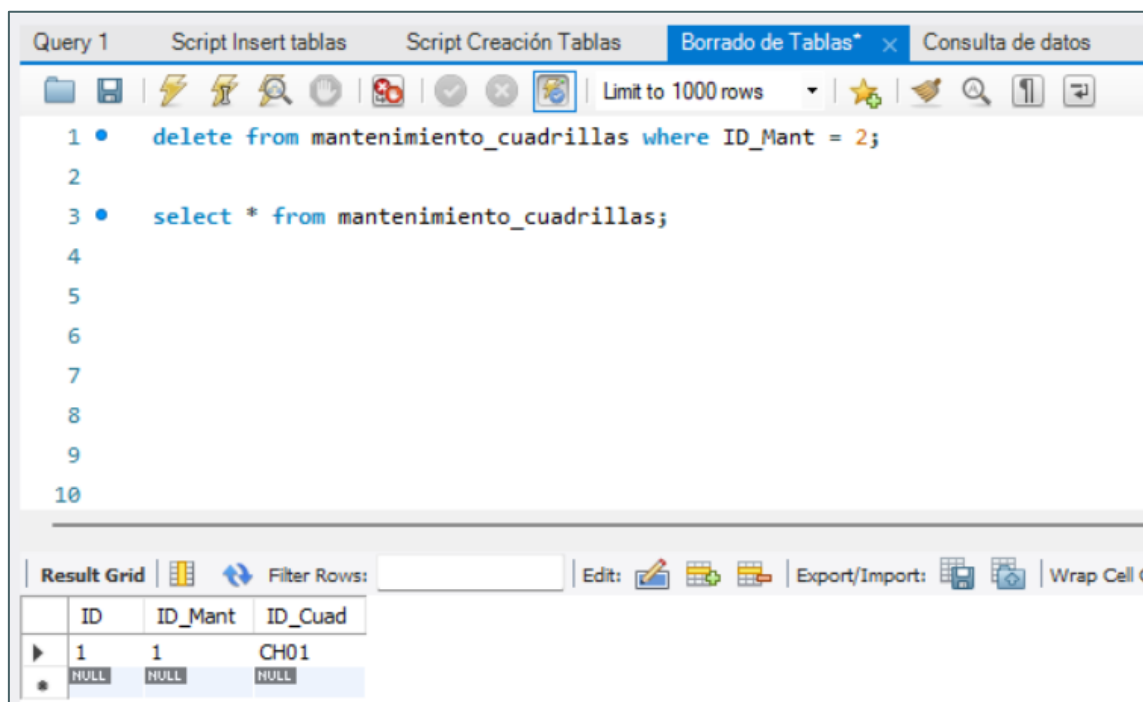 Query 1 Script Insert tablas Script Creación Tablas Borrado de Tablas* × Consulta de datos
Limit to 1000 rows
1 delete from mantenimiento_cuadrillas where ID_Mant = 2;
2
3 select * from mantenimiento_cuadrillas;
4
5
6
7
8
9
10
Result Grid Filter Rows: Edit: Export/Import: Wrap Cell
ID ID_Mant ID_Cuad
1 1 CH01
NULL NULL NULL